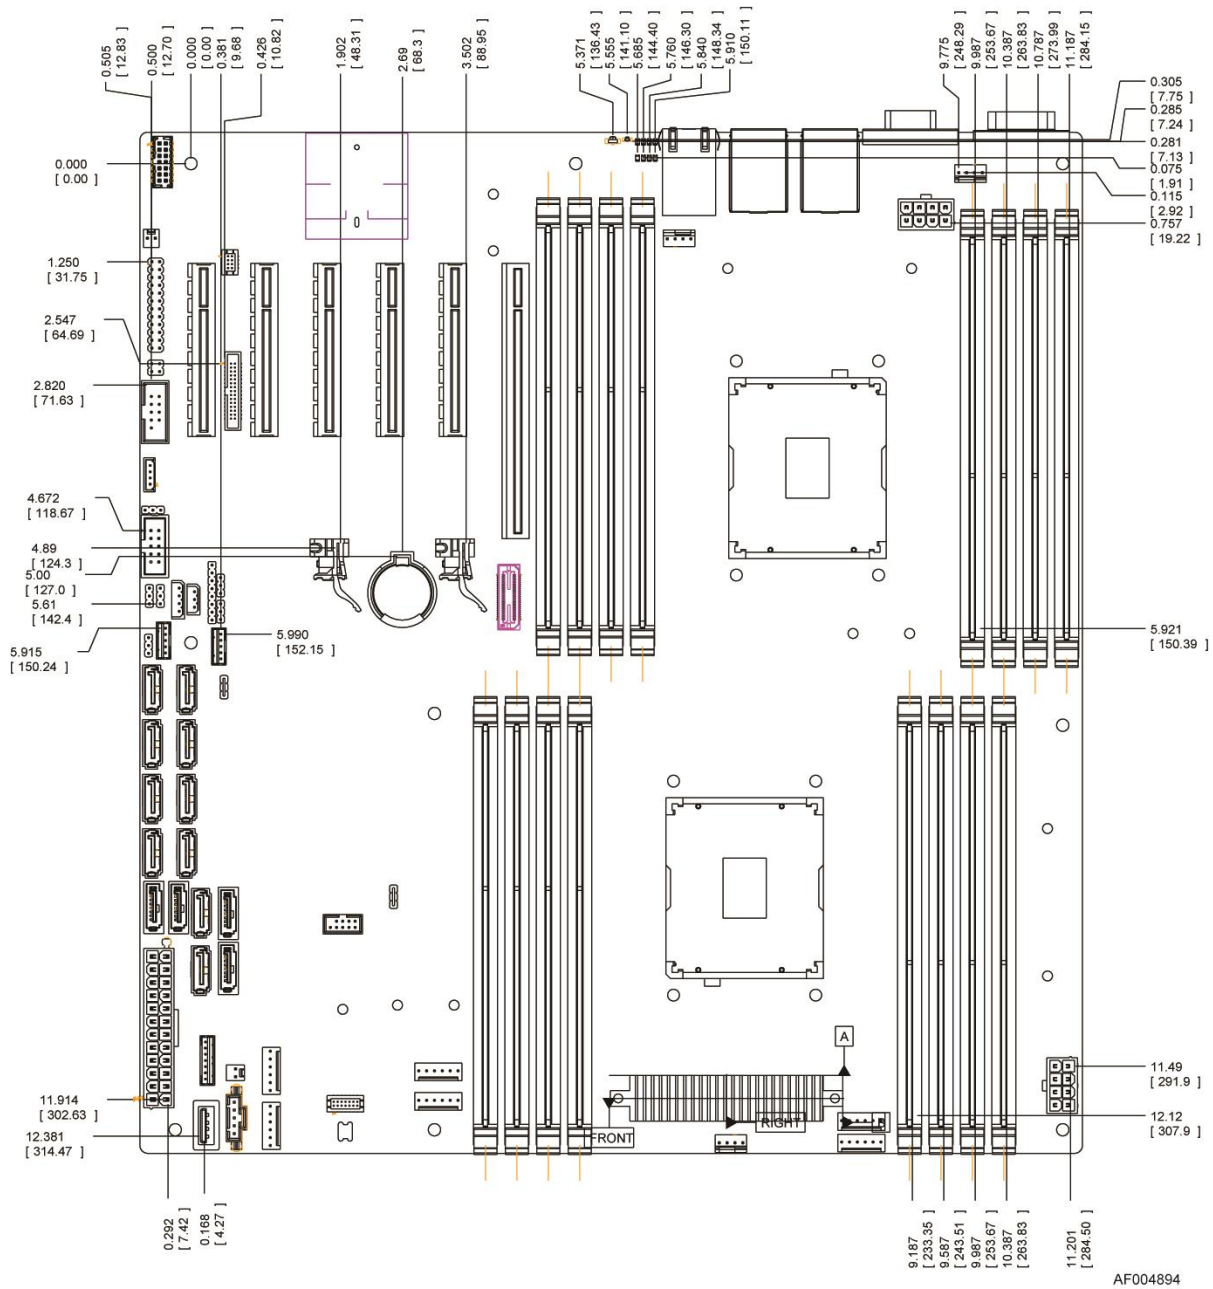 0.505
[ 12.83 ]
0.500
[ 12.70 ]
0.000
[ 0.00 ]
0.381
[ 9.68 ]
0.426
[ 10.82 ]
1.902
[ 48.31 ]
2.69
[ 68.3 ]
3.502
[ 88.95 ]
5.371
[ 136.43 ]
5.555
[ 141.10 ]
5.685
[ 144.40 ]
5.760
[ 146.30 ]
5.840
[ 148.34 ]
5.910
[ 150.11 ]
9.775
[ 248.29 ]
9.987
[ 253.67 ]
10.387
[ 263.83 ]
10.787
[ 273.99 ]
11.187
[ 284.15 ]
0.305
[ 7.75 ]
0.285
[ 7.24 ]
0.281
[ 7.13 ]
0.075
[ 1.91 ]
0.115
[ 2.92 ]
0.757
[ 19.22 ]
0.000
[ 0.00 ]
1.250
[ 31.75 ]
2.547
[ 64.69 ]
2.820
[ 71.63 ]
4.672
[ 118.67 ]
4.89
[ 124.3 ]
5.00
[ 127.0 ]
5.61
[ 142.4 ]
5.915
[ 150.24 ]
5.990
[ 152.15 ]
5.921
[ 150.39 ]
A
FRONT
RIGHT
11.49
[ 291.9 ]
12.12
[ 307.9 ]
11.914
[ 302.63 ]
12.381
[ 314.47 ]
0.292
[ 7.42 ]
0.168
[ 4.27 ]
9.187
[ 233.35 ]
9.587
[ 243.51 ]
9.987
[ 253.67 ]
10.387
[ 263.83 ]
11.201
[ 284.50 ]
AF004894